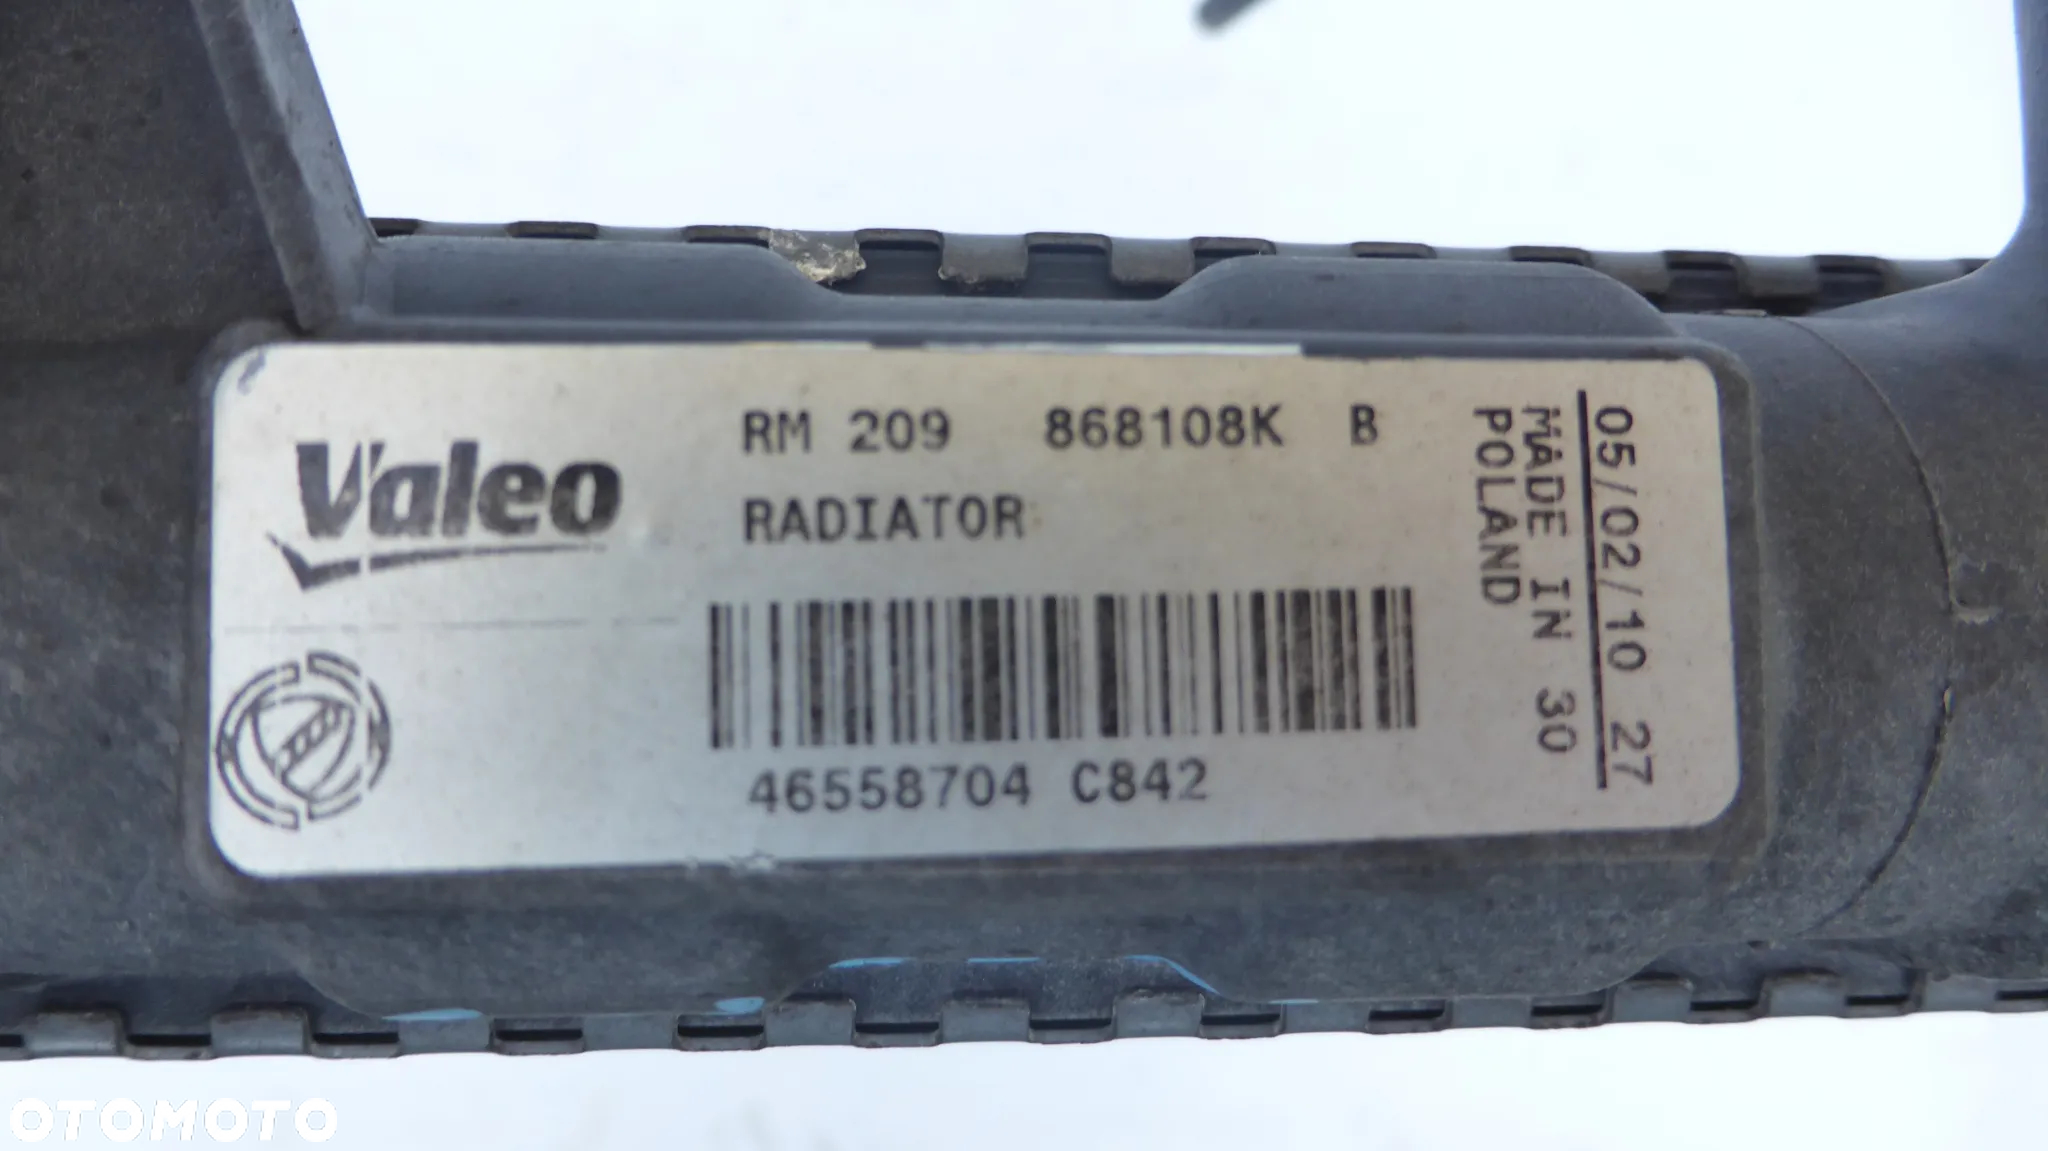 Valeo
RM 209 868108K B
RADIATOR
46558704 C842
05/02/10 27
MADE IN 30
POLAND
OTOMOTO